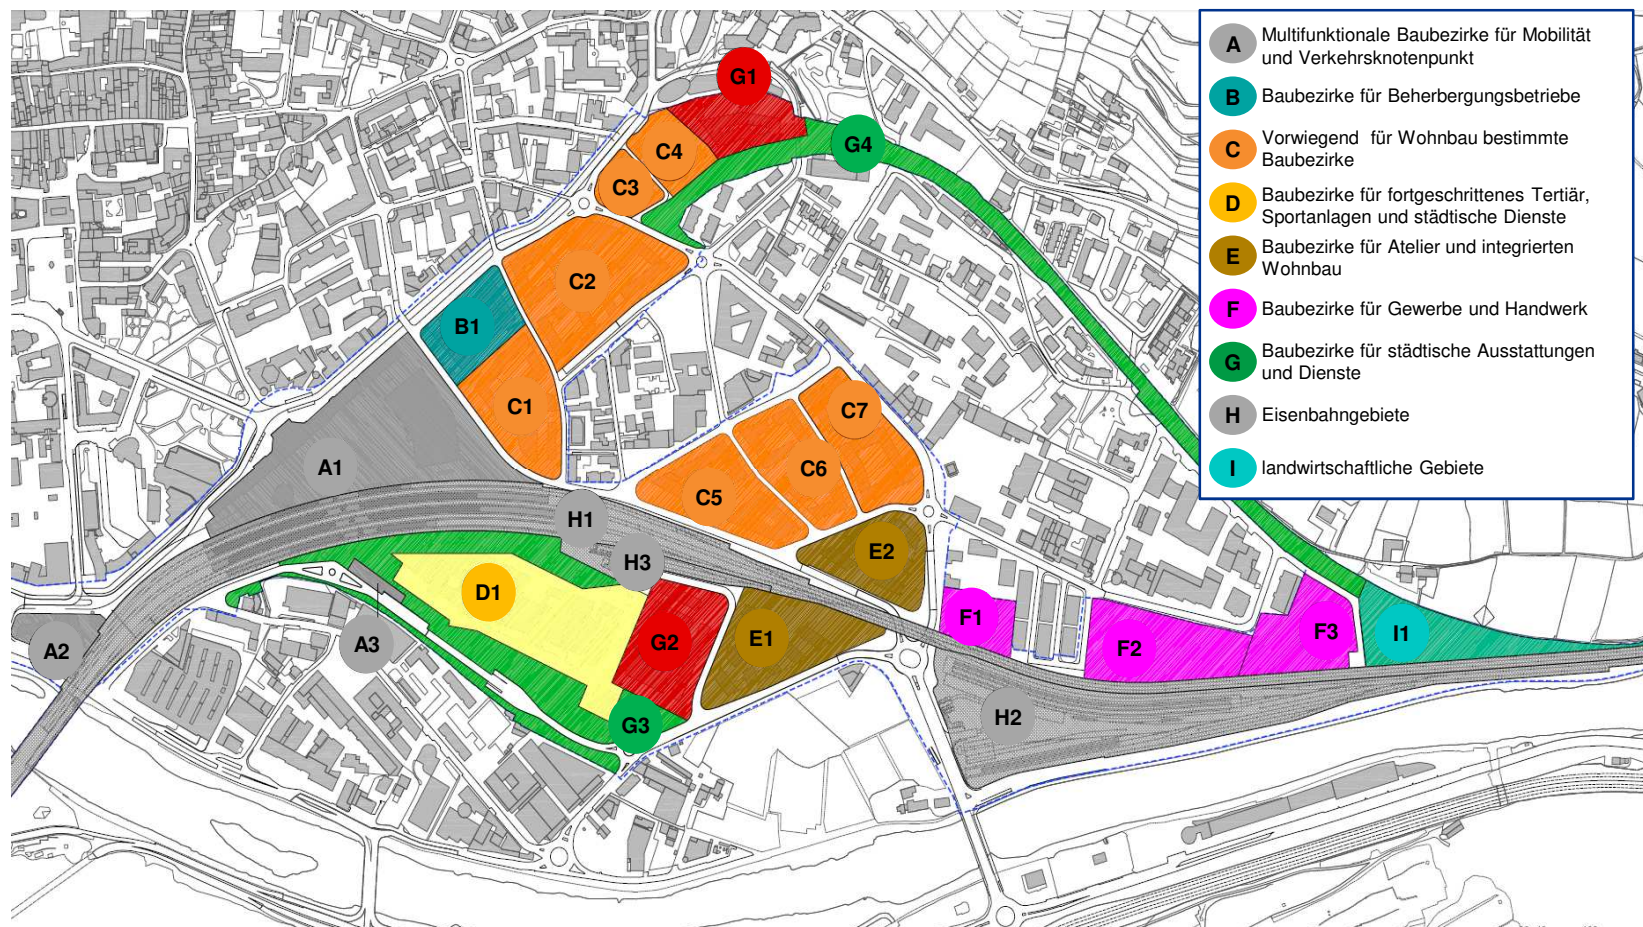 A Multifunktionale Baubezirke für Mobilität
und Verkehrsknotenpunkt
B Baubezirke für Beherbergungsbetriebe
C Vorwiegend für Wohnbau bestimmte
Baubezirke
D Baubezirke für fortgeschrittenes Tertiär,
Sportanlagen und städtische Dienste
E Baubezirke für Atelier und integrierten
Wohnbau
F Baubezirke für Gewerbe und Handwerk
G Baubezirke für städtische Ausstattungen
und Dienste
H Eisenbahngebiete
I landwirtschaftliche Gebiete
G1
G4
C4
C3
C2
B1
C1
C7
C6
C5
A1
H1
H3
E2
D1
F1
G2
E1
F2
F3
I1
A2
A3
G3
H2